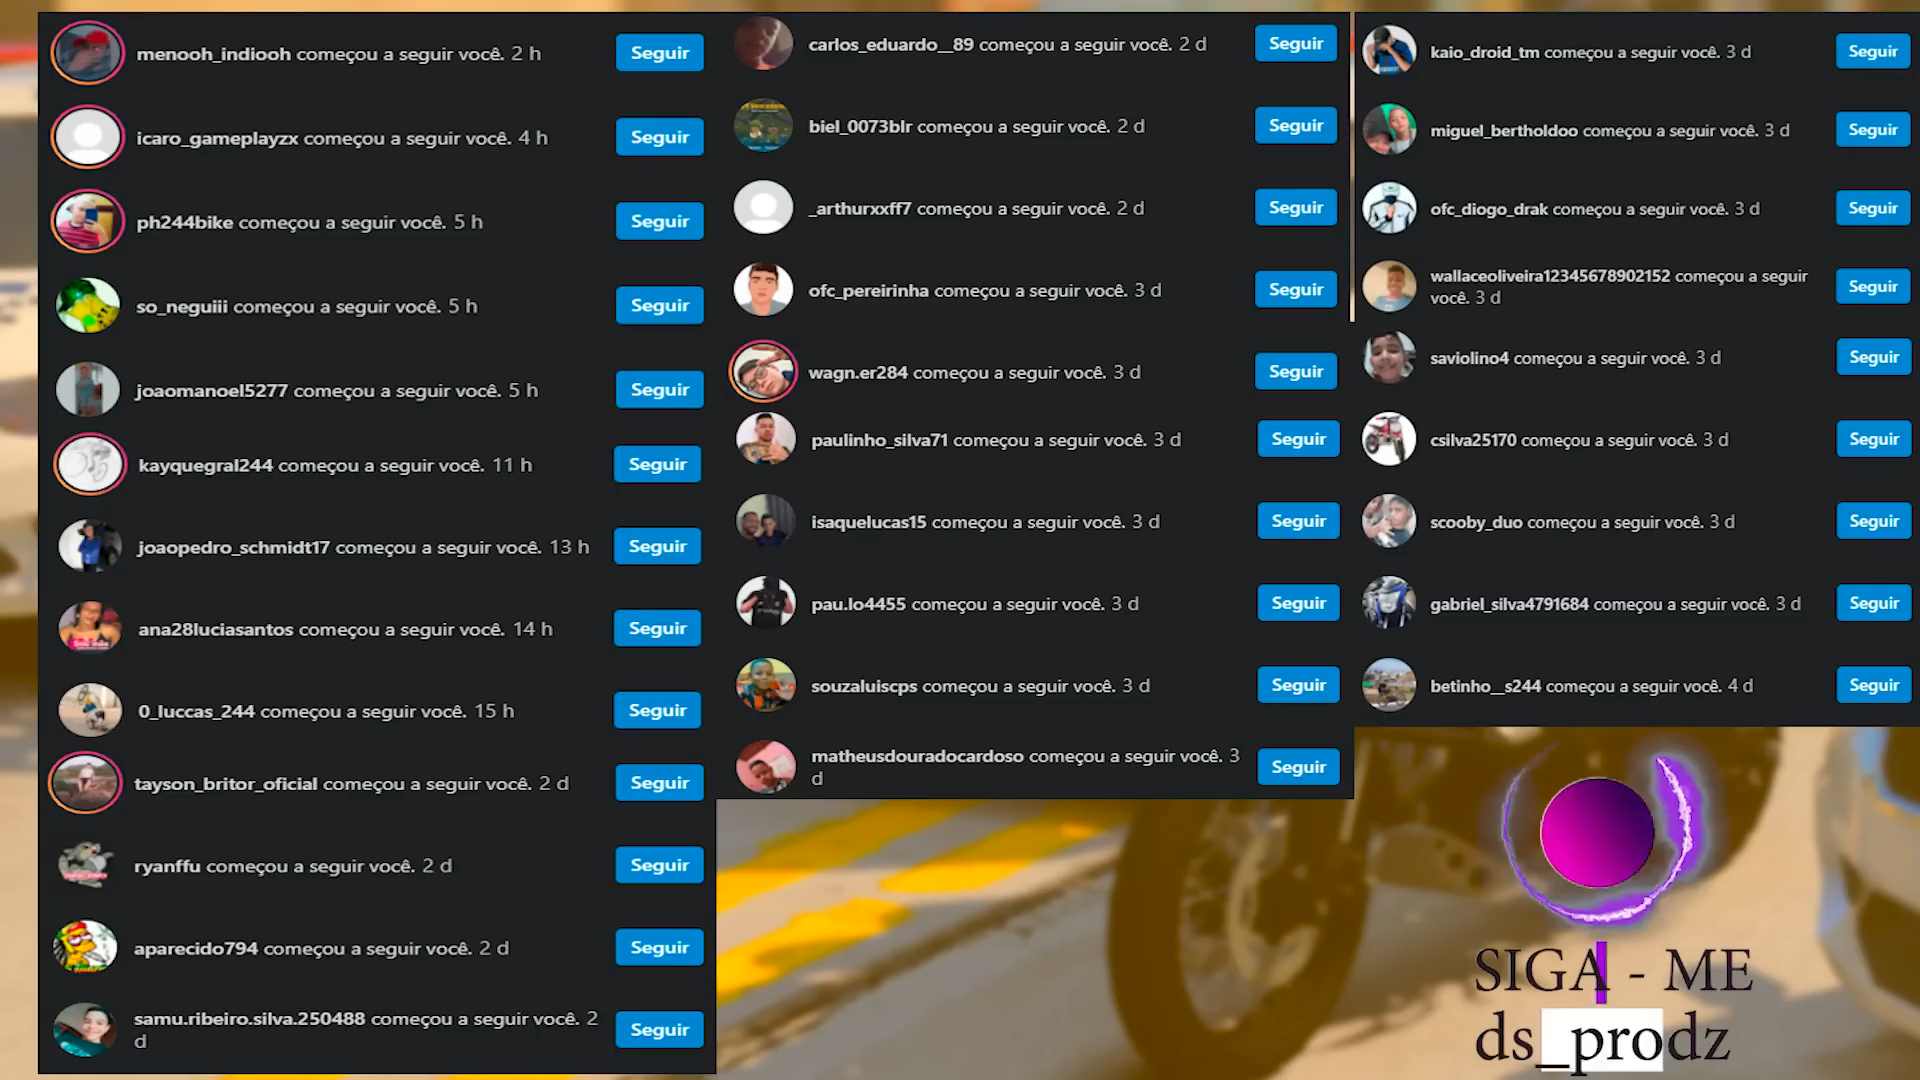 menooh_indiooh começou a seguir você. 2 h
Seguir
icaro_gameplayzx começou a seguir você. 4 h
Seguir
ph244bike começou a seguir você. 5 h
Seguir
so_neguiii começou a seguir você. 5 h
Seguir
joaomanoel5277 começou a seguir você. 5 h
Seguir
kayquegral244 começou a seguir você. 11 h
Seguir
joaopedro_schmidt17 começou a seguir você. 13 h
Seguir
ana28luciasantos começou a seguir você. 14 h
Seguir
0_luccas_244 começou a seguir você. 15 h
Seguir
tayson_britor_oficial começou a seguir você. 2 d
Seguir
ryanffu começou a seguir você. 2 d
Seguir
aparecido794 começou a seguir você. 2 d
Seguir
samu.ribeiro.silva.250488 começou a seguir você. 2
d
Seguir
carlos_eduardo__89 começou a seguir você. 2 d
Seguir
biel_0073blr começou a seguir você. 2 d
Seguir
_arthurxxff7 começou a seguir você. 2 d
Seguir
ofc_pereirinha começou a seguir você. 3 d
Seguir
wagn.er284 começou a seguir você. 3 d
Seguir
paulinho_silva71 começou a seguir você. 3 d
Seguir
isaquelucas15 começou a seguir você. 3 d
Seguir
pau.lo4455 começou a seguir você. 3 d
Seguir
souzaluiscps começou a seguir você. 3 d
Seguir
matheusdouradocardoso começou a seguir você. 3
d
Seguir
kaio_droid_tm começou a seguir você. 3 d
Seguir
miguel_bertholdoo começou a seguir você. 3 d
Seguir
ofc_diogo_drak começou a seguir você. 3 d
Seguir
wallaceoliveira12345678902152 começou a seguir
você. 3 d
Seguir
saviolino4 começou a seguir você. 3 d
Seguir
csilva25170 começou a seguir você. 3 d
Seguir
scooby_duo começou a seguir você. 3 d
Seguir
gabriel_silva4791684 começou a seguir você. 3 d
Seguir
betinho__s244 começou a seguir você. 4 d
Seguir
SIGA - ME
ds_prodz